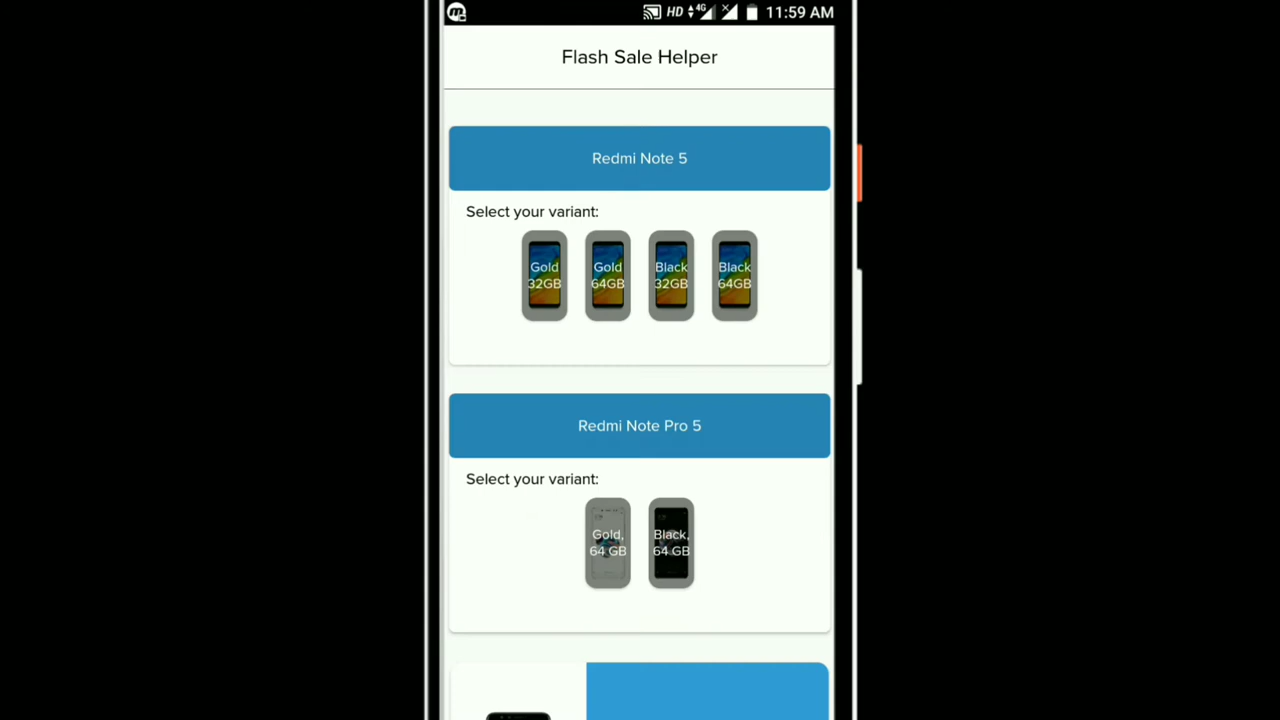 HD 4G 11:59 AM
Flash Sale Helper
Redmi Note 5
Select your variant:
Gold 32GB
Gold 64GB
Black 32GB
Black 64GB
Redmi Note Pro 5
Select your variant:
Gold, 64 GB
Black, 64 GB